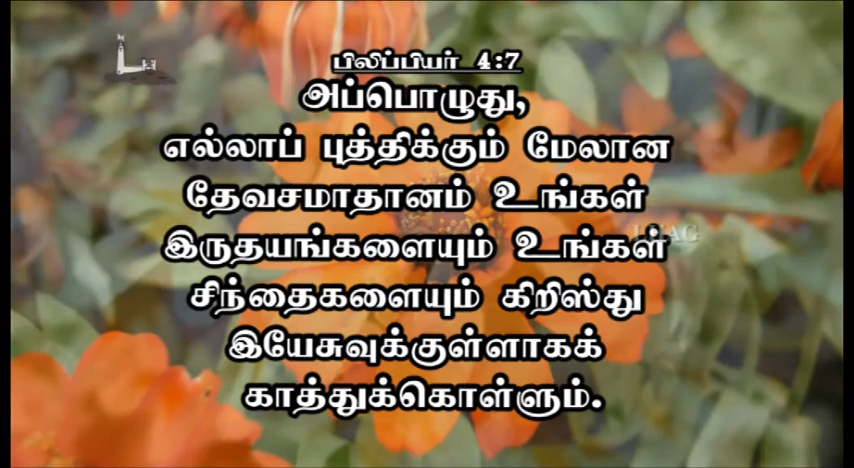 பிலிப்பியர் 4:7
அப்பொழுது,
எல்லாப் புத்திக்கும் மேலான
தேவசமாதானம் உங்கள்
இருதயங்களையும் உங்கள்
சிந்தைகளையும் கிறிஸ்து
இயேசுவுக்குள்ளாகக்
காத்துக்கொள்ளும்.